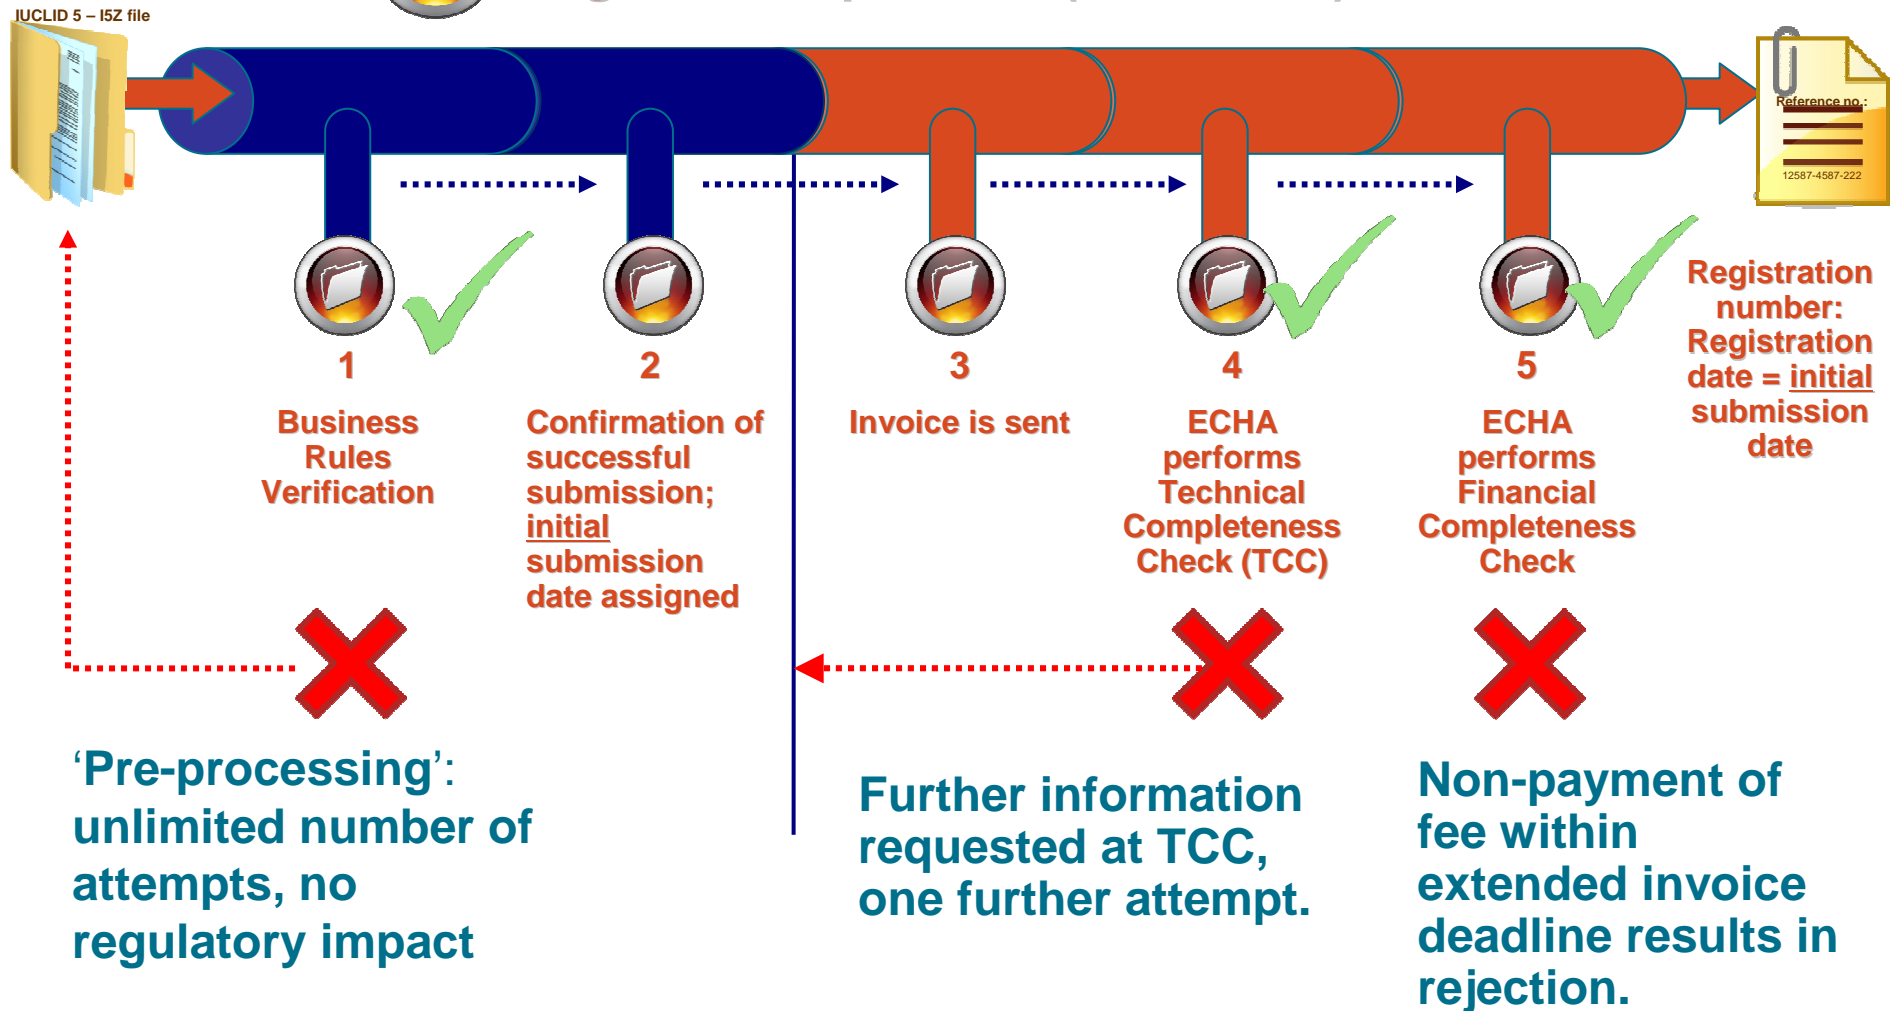 IUCLID 5 – I5Z file
Reference no.:
12587-4587-222
1
2
3
4
5
Business
Rules
Verification
Confirmation of
successful
submission;
initial
submission
date assigned
Invoice is sent
ECHA
performs
Technical
Completeness
Check (TCC)
ECHA
performs
Financial
Completeness
Check
Registration
number:
Registration
date = initial
submission
date
‘Pre-processing’:
unlimited number of
attempts, no
regulatory impact
Further information
requested at TCC,
one further attempt.
Non-payment of
fee within
extended invoice
deadline results in
rejection.